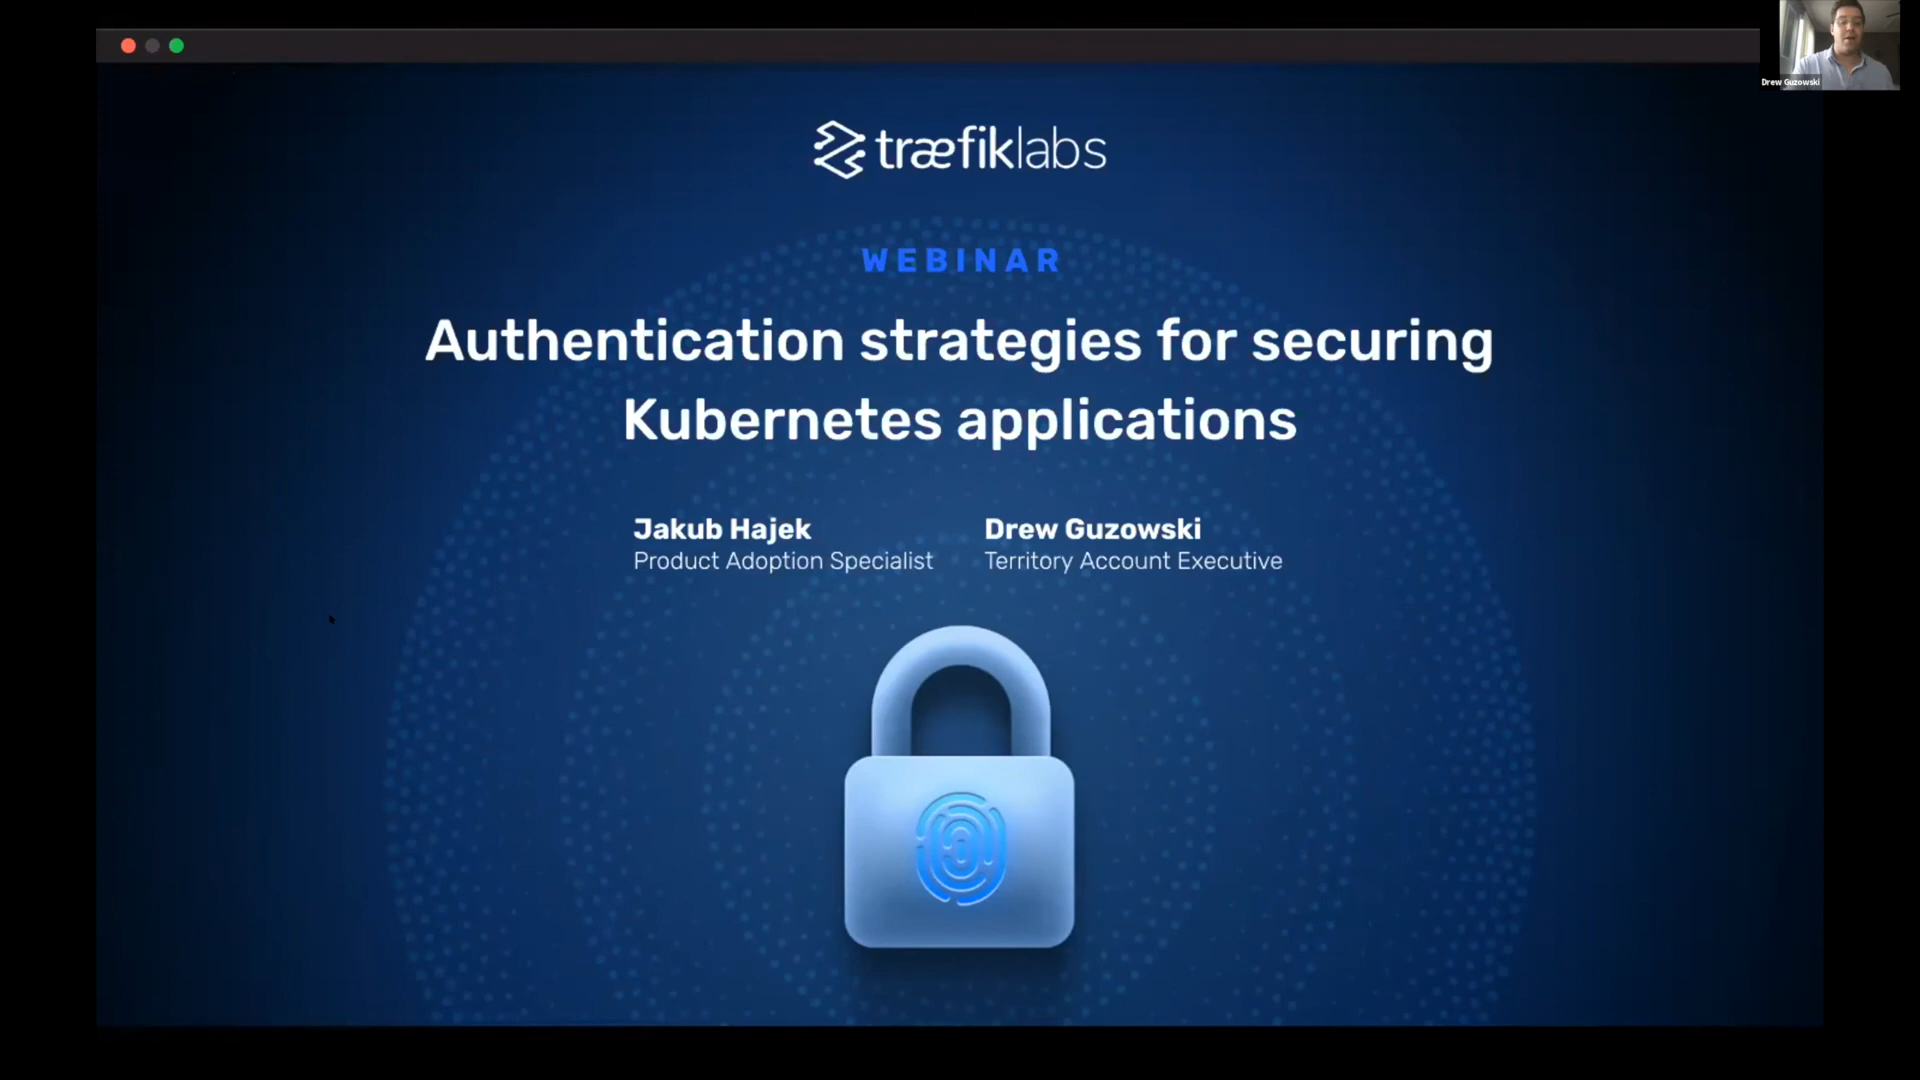 træfiklabs
WEBINAR
Authentication strategies for securing
Kubernetes applications
Jakub Hajek
Product Adoption Specialist
Drew Guzowski
Territory Account Executive
Drew Guzowski